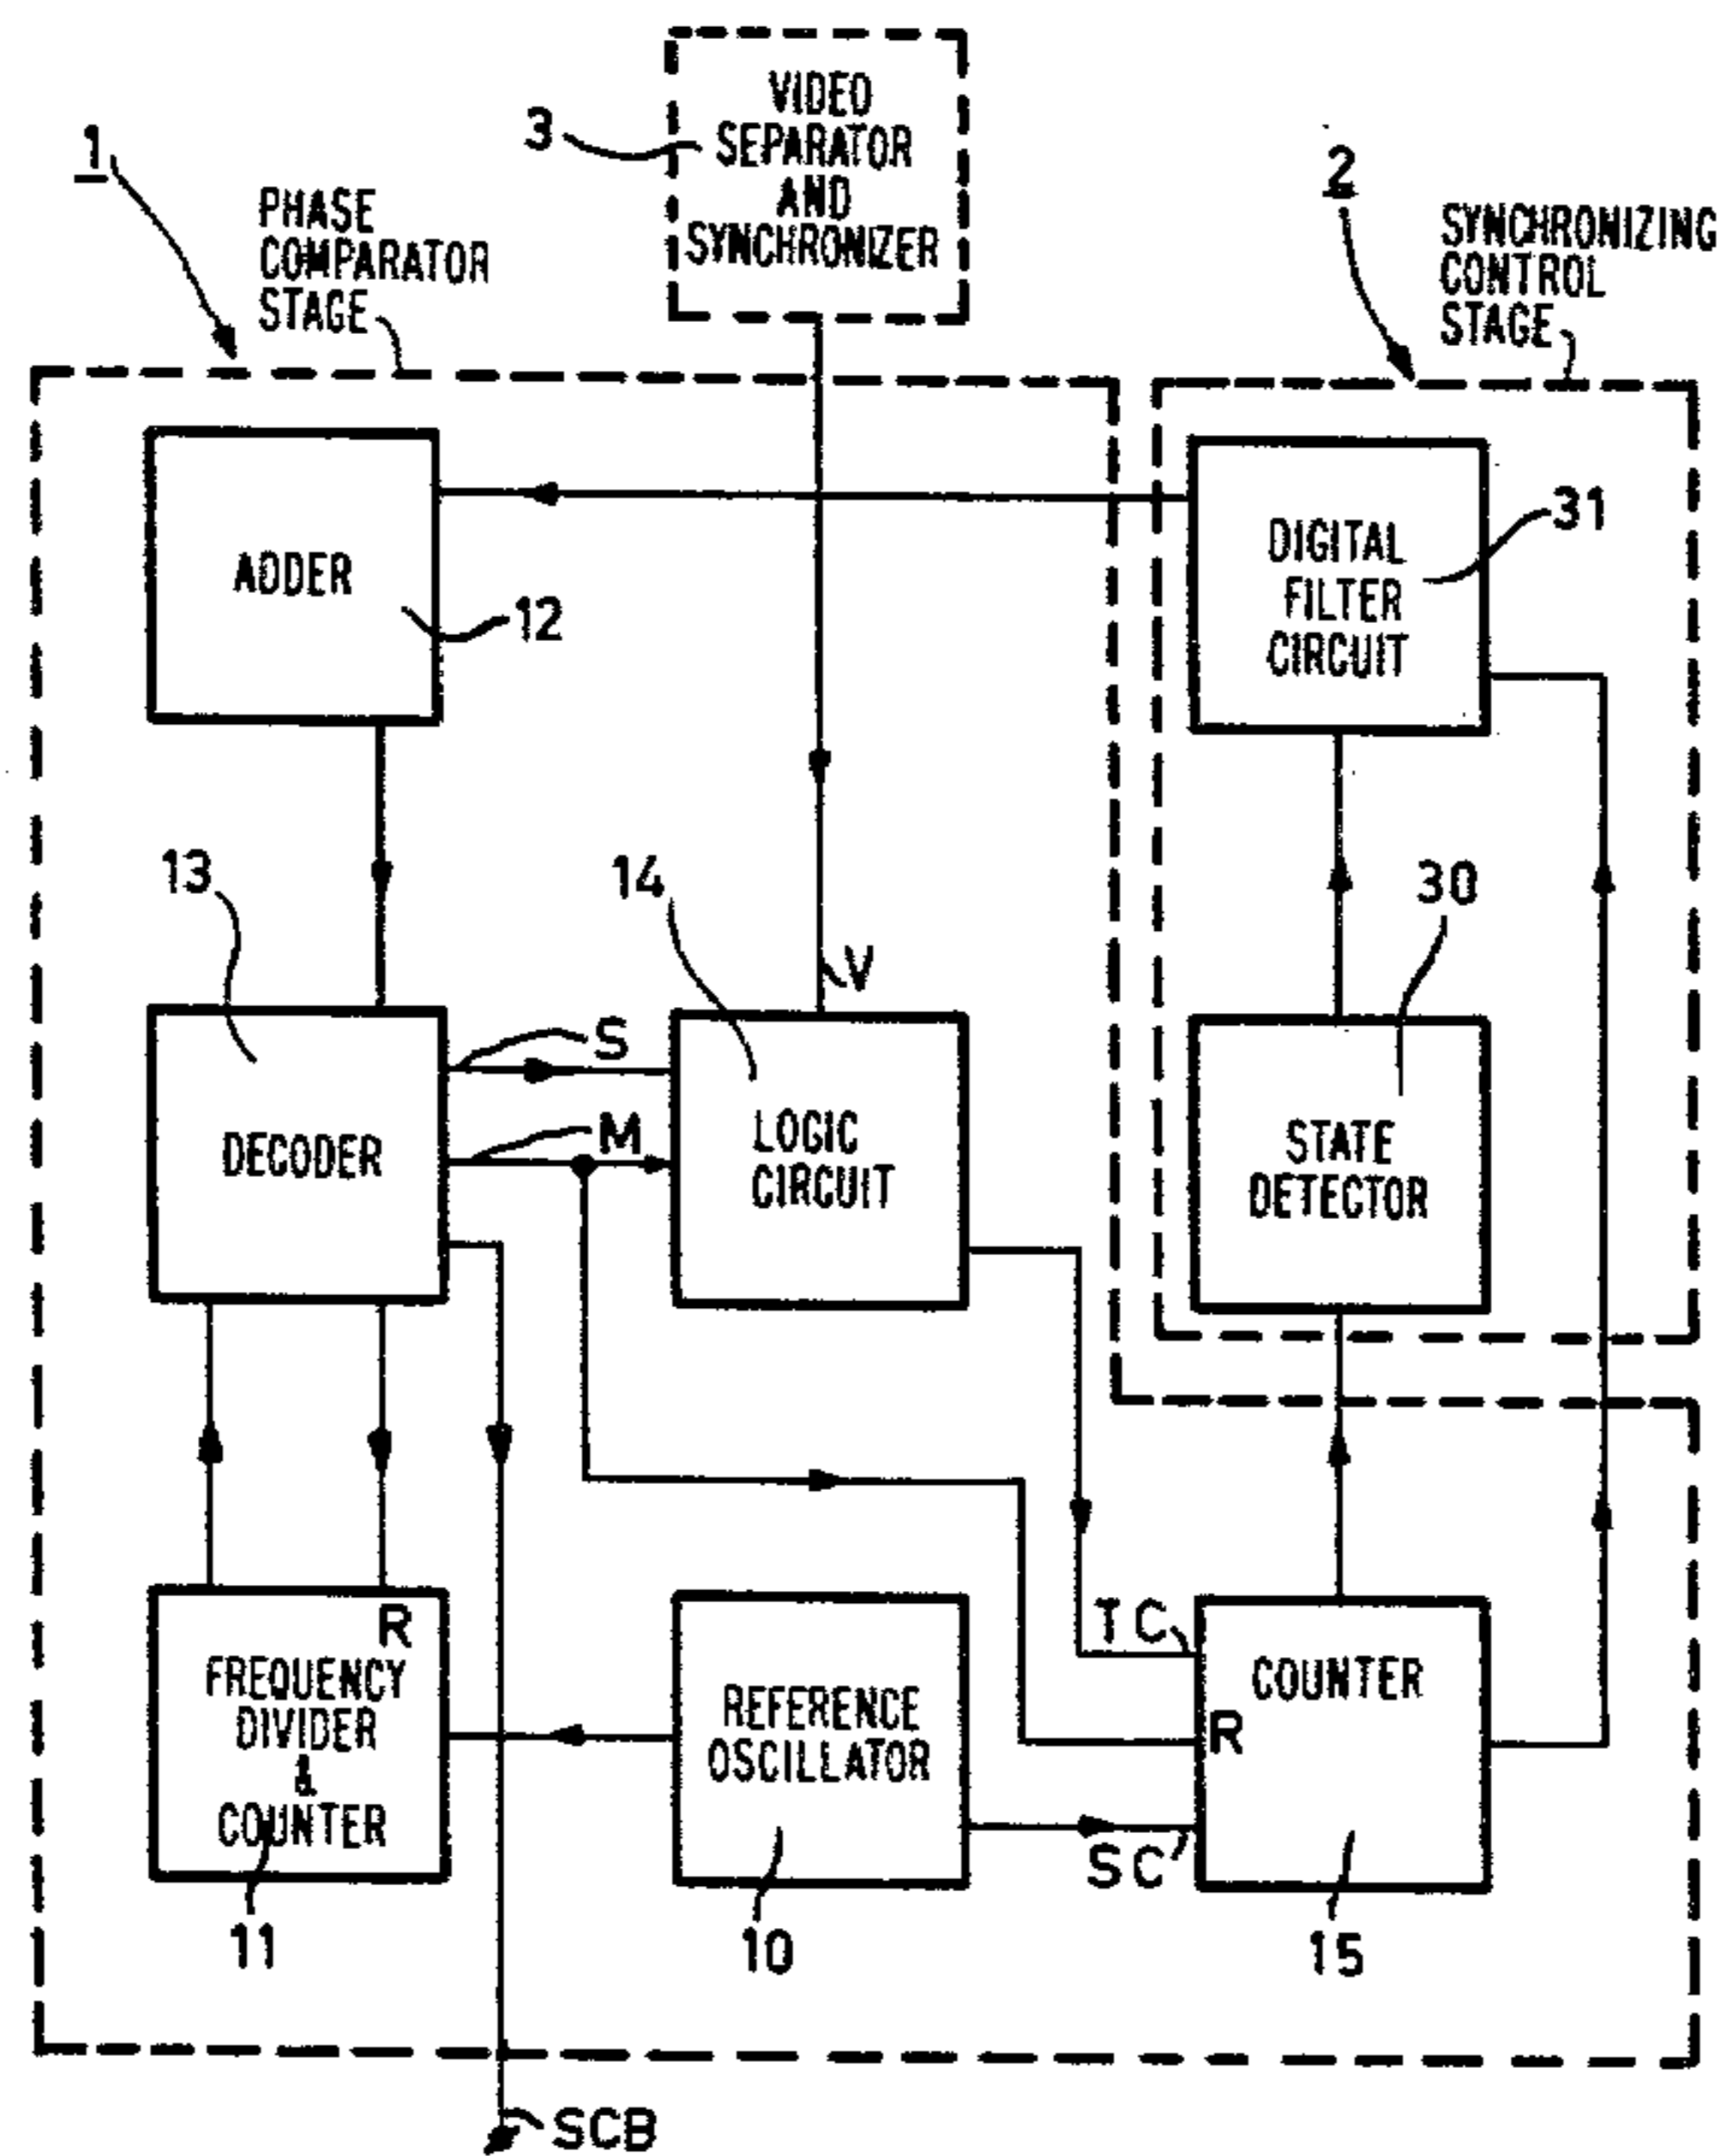 VIDEO
SEPARATOR
AND
SYNCHRONIZER
3
1
PHASE
COMPARATOR
STAGE
2
SYNCHRONIZING
CONTROL
STAGE
ADDER
12
DIGITAL
FILTER
CIRCUIT
31
13
14
30
V
S
M
DECODER
LOGIC
CIRCUIT
STATE
DETECTOR
R
FREQUENCY
DIVIDER
&
COUNTER
11
REFERENCE
OSCILLATOR
10
TC
COUNTER
R
SC
15
SCB